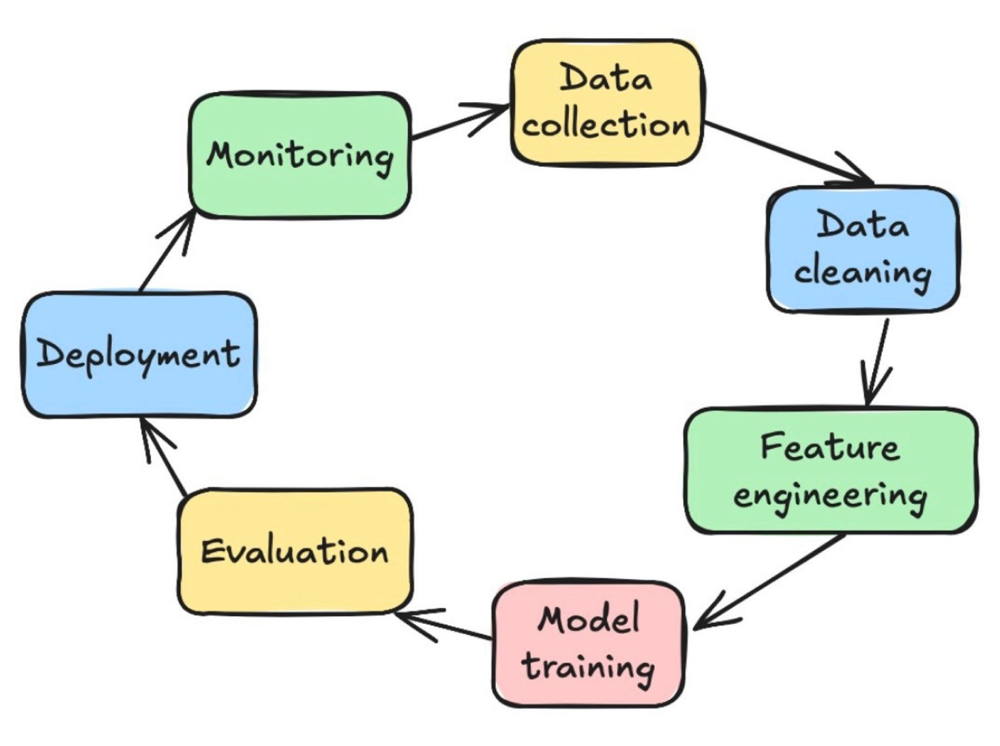 Data
collection
Monitoring
Data
cleaning
Deployment
Feature
engineering
Evaluation
Model
training